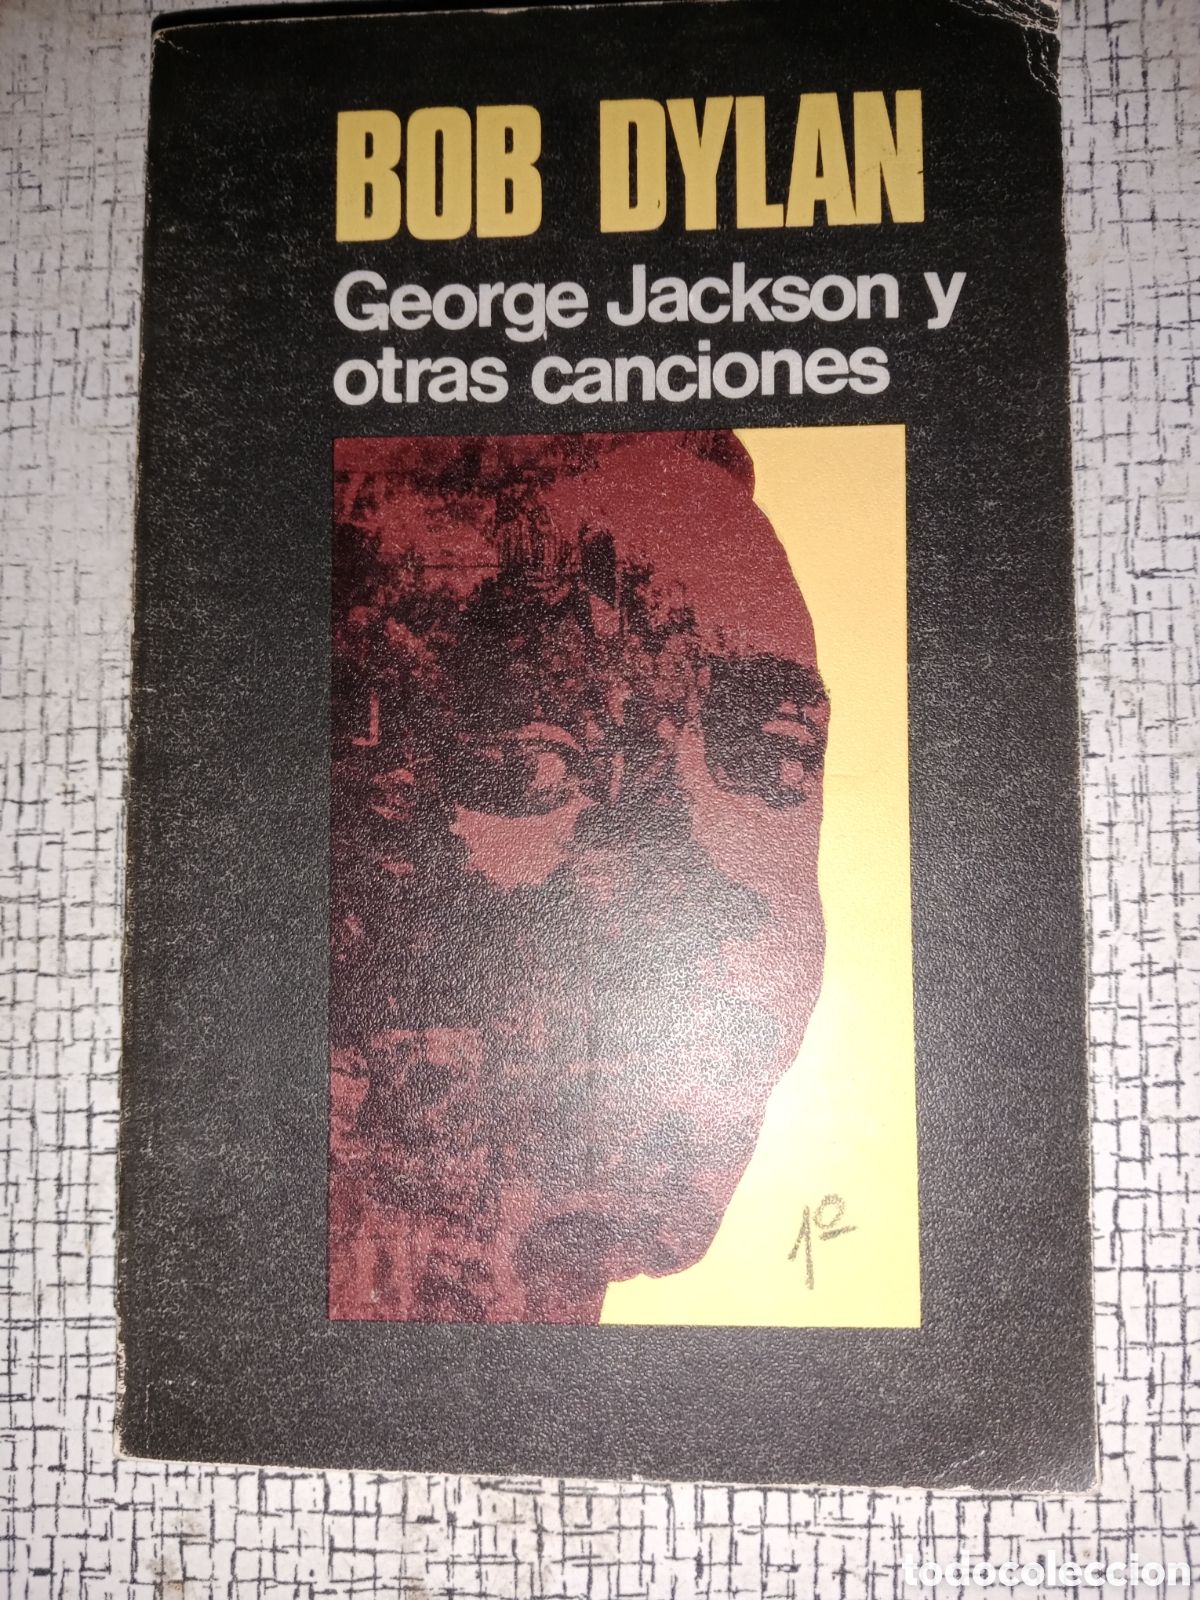 BOB DYLAN
George Jackson y
otras canciones
1º
todocoleccion